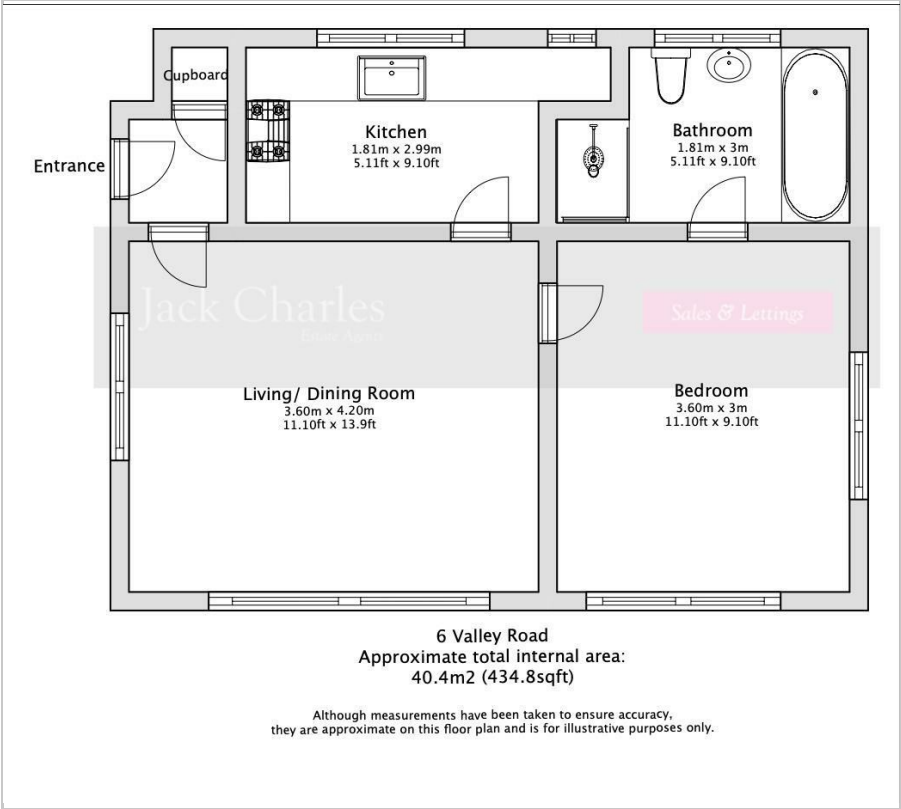 Cupboard
Entrance
Kitchen
1.81m x 2.99m
5.11ft x 9.10ft
Bathroom
1.81m x 3m
5.11ft x 9.10ft
Jack Charles
Estate Agents
Sales & Lettings
Living/ Dining Room
3.60m x 4.20m
11.10ft x 13.9ft
Bedroom
3.60m x 3m
11.10ft x 9.10ft
6 Valley Road
Approximate total internal area:
40.4m2 (434.8sqft)
Although measurements have been taken to ensure accuracy,
they are approximate on this floor plan and is for illustrative purposes only.